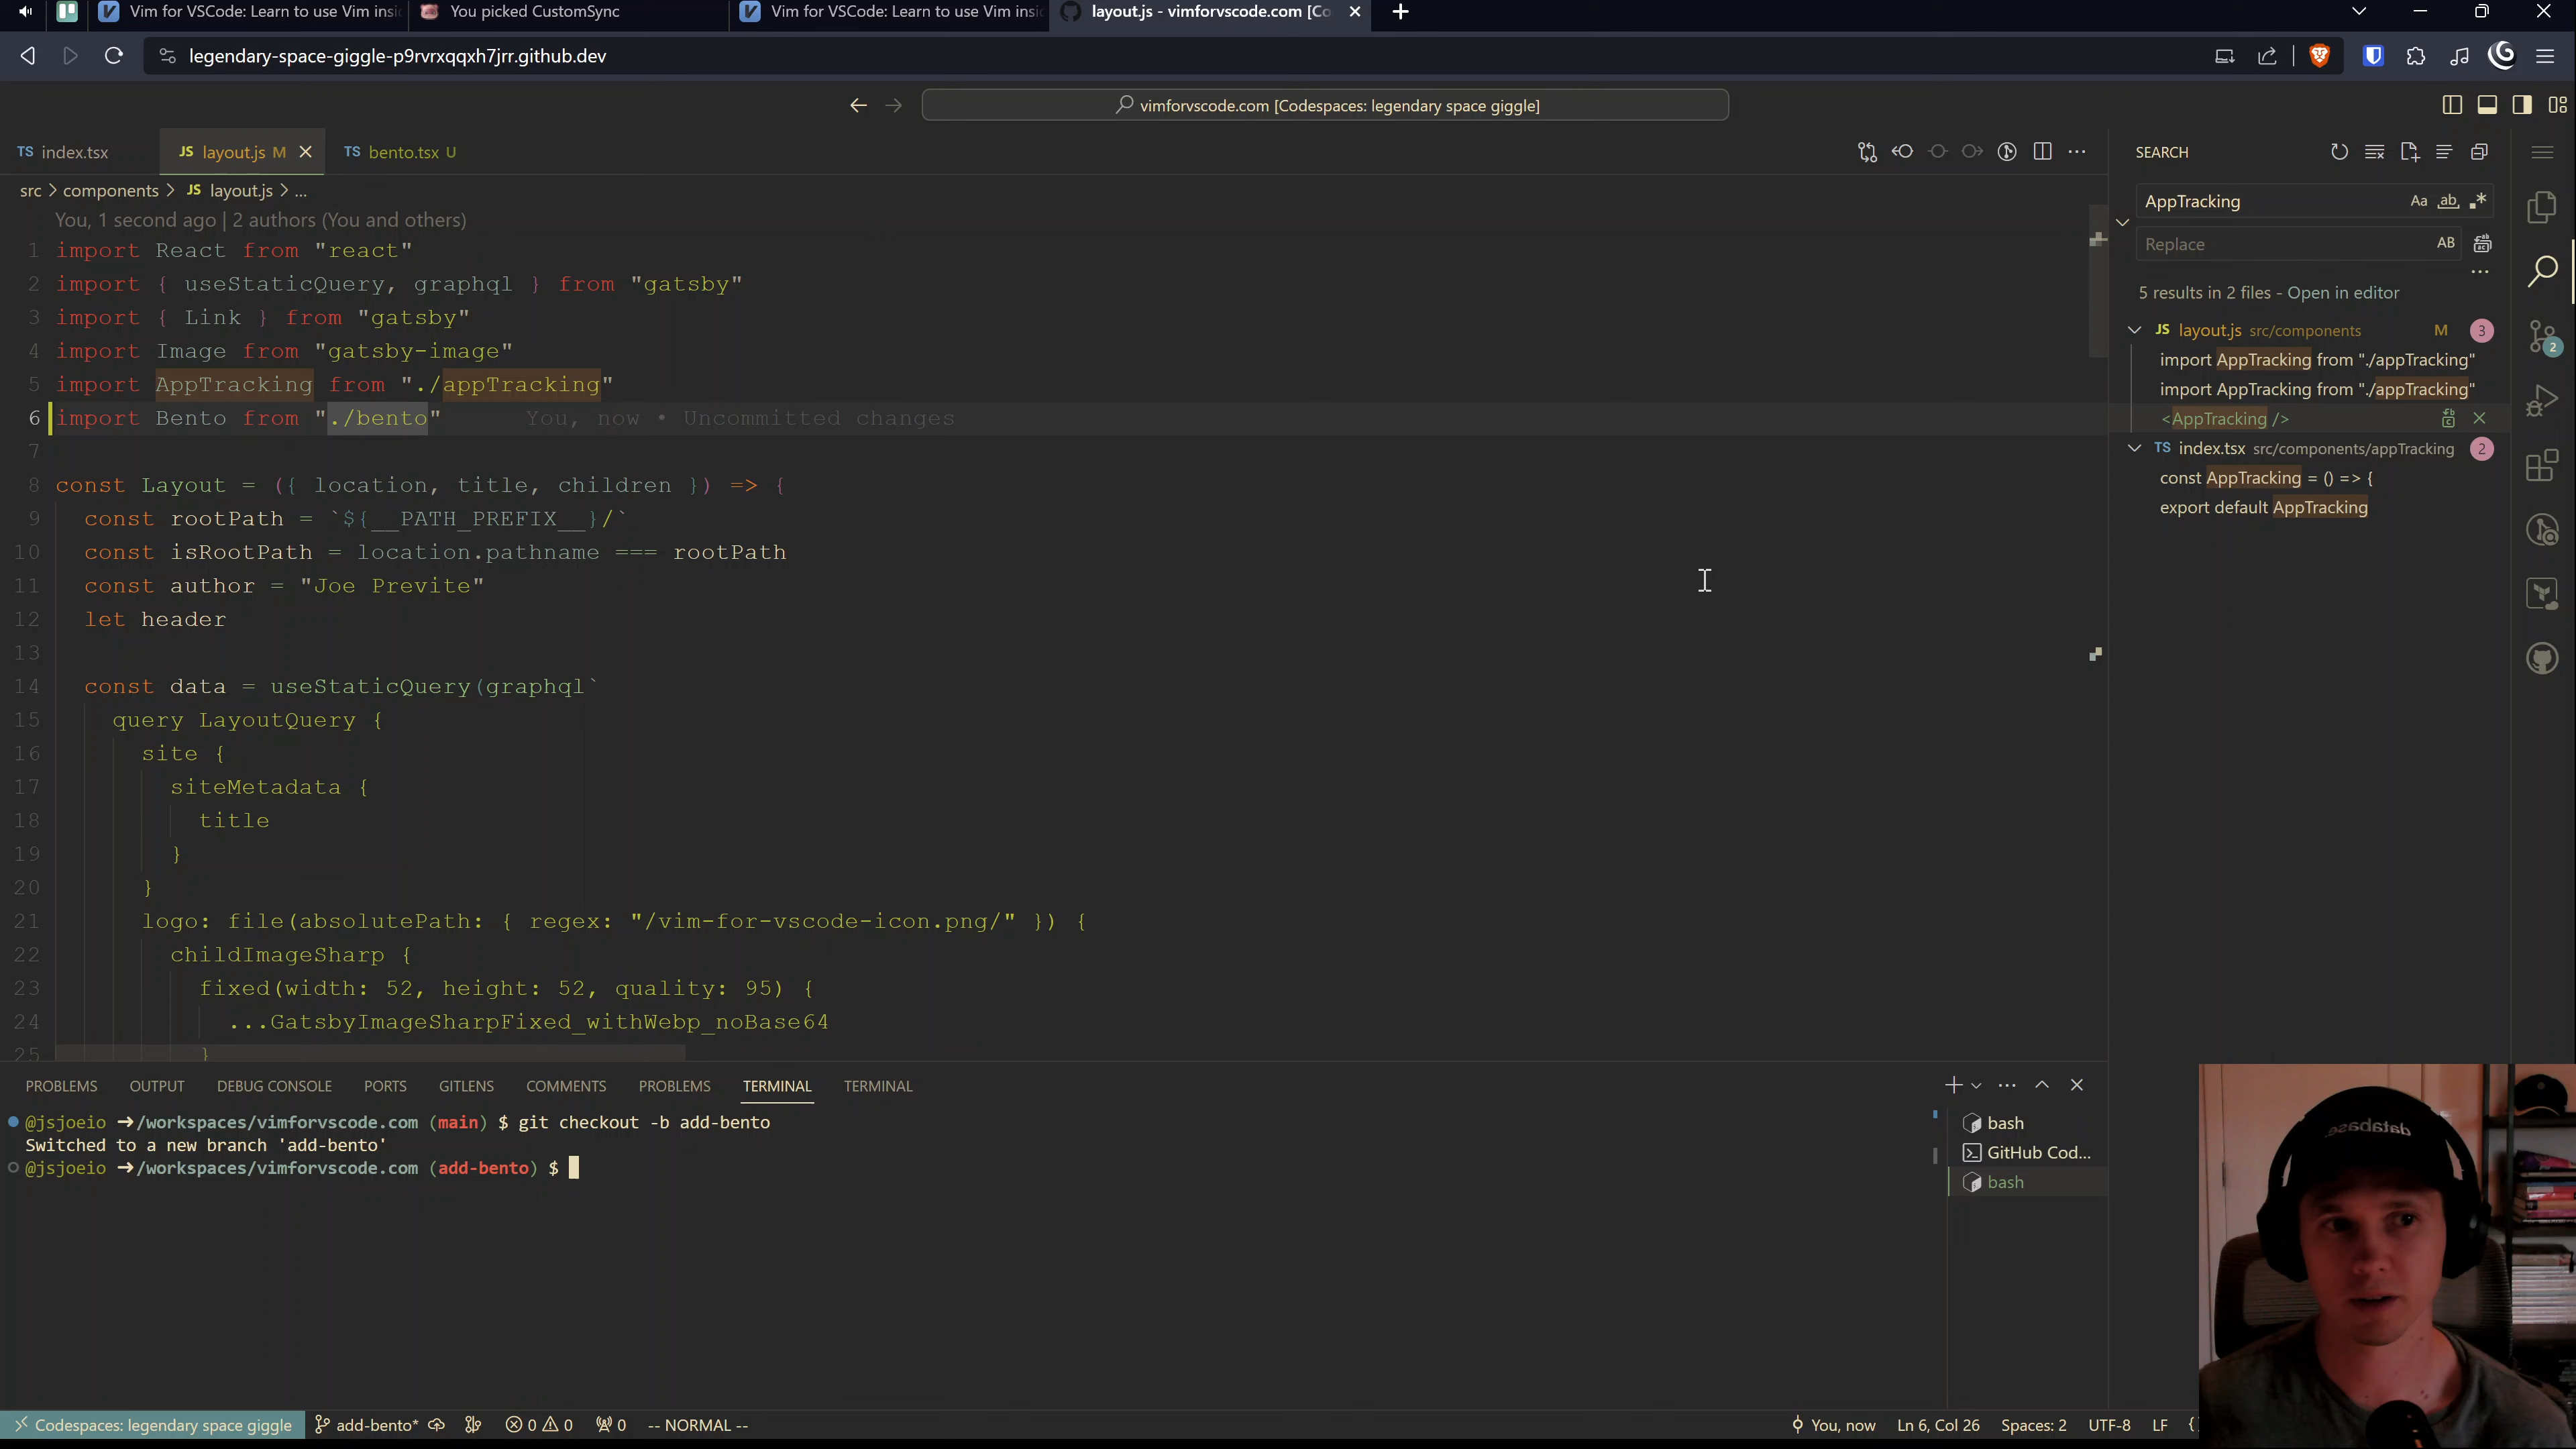 Vim for VSCode: Learn to use Vim insi
You picked CustomSync
Vim for VSCode: Learn to use Vim insi
layout.js - vimforvscode.com [Co
legendary-space-giggle-p9rvrxqqxh7jrr.github.dev
vimforvscode.com [Codespaces: legendary space giggle]
TS index.tsx
JS layout.js M
TS bento.tsx U
src > components > JS layout.js > ...
You, 1 second ago | 2 authors (You and others)
1 import React from "react"
2 import { useStaticQuery, graphql } from "gatsby"
3 import { Link } from "gatsby"
4 import Image from "gatsby-image"
5 import AppTracking from "./appTracking"
6 import Bento from "./bento" You, now • Uncommitted changes
7
8 const Layout = ({ location, title, children }) => {
9 const rootPath = `${__PATH_PREFIX__}/`
10 const isRootPath = location.pathname === rootPath
11 const author = "Joe Previte"
12 let header
13
14 const data = useStaticQuery(graphql`
15 query LayoutQuery {
16 site {
17 siteMetadata {
18 title
19 }
20 }
21 logo: file(absolutePath: { regex: "/vim-for-vscode-icon.png/" }) {
22 childImageSharp {
23 fixed(width: 52, height: 52, quality: 95) {
24 ...GatsbyImageSharpFixed_withWebp_noBase64
25 }
SEARCH
AppTracking
Aa ab
Replace
AB
5 results in 2 files - Open in editor
JS layout.js src/components M 3
import AppTracking from "./appTracking"
import AppTracking from "./appTracking"
<AppTracking />
TS index.tsx src/components/appTracking 2
const AppTracking = () => {
export default AppTracking
2
PROBLEMS OUTPUT DEBUG CONSOLE PORTS GITLENS COMMENTS PROBLEMS TERMINAL TERMINAL
@jsjoeio ➜/workspaces/vimforvscode.com (main) $ git checkout -b add-bento
Switched to a new branch 'add-bento'
@jsjoeio ➜/workspaces/vimforvscode.com (add-bento) $
bash
GitHub Cod...
bash
database
Codespaces: legendary space giggle add-bento* 0 0 0 -- NORMAL --
You, now Ln 6, Col 26 Spaces: 2 UTF-8 LF {